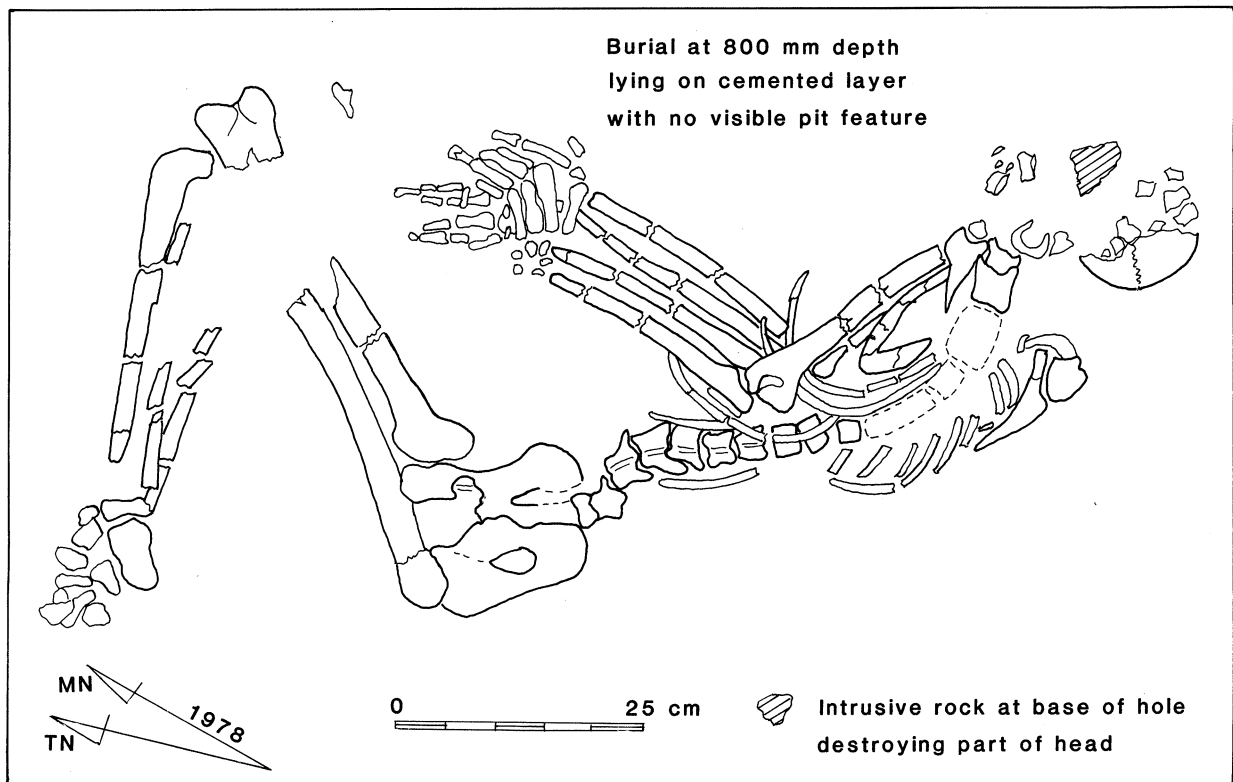 Burial at 800 mm depth
lying on cemented layer
with no visible pit feature
MN
1978
TN
0 25 cm
Intrusive rock at base of hole
destroying part of head